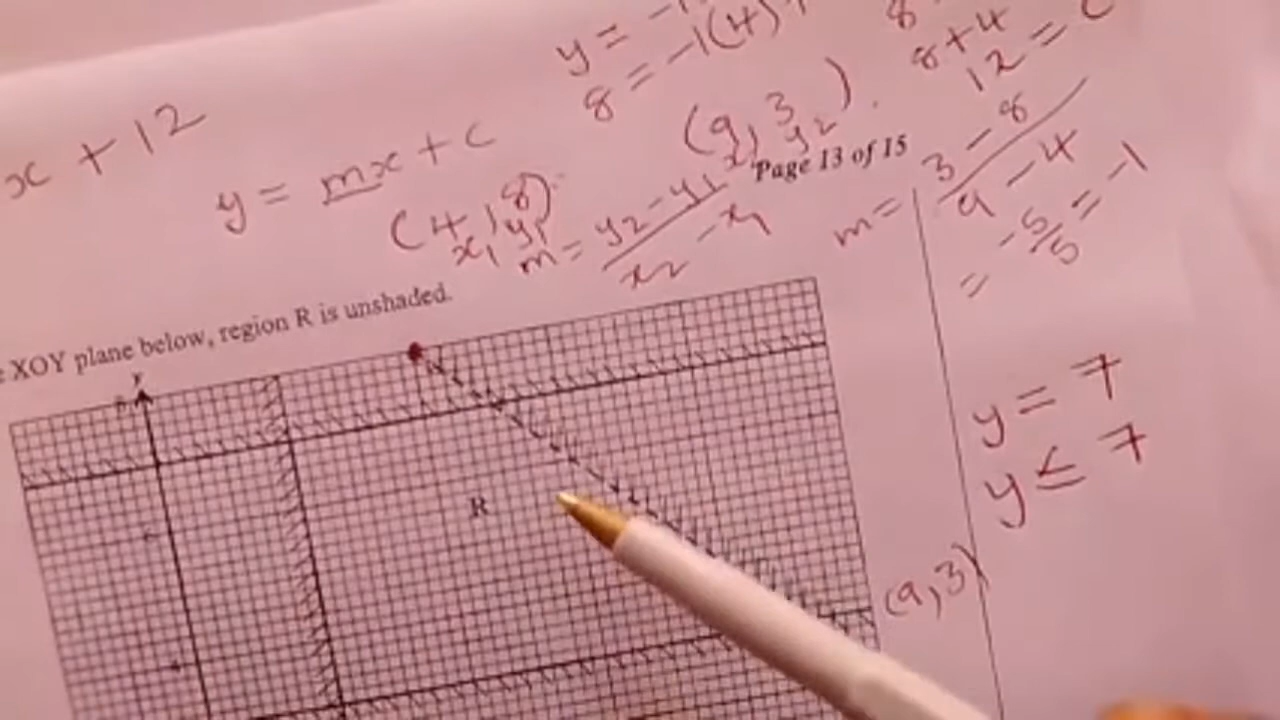 x + 12
y = mx + c
y = -1
8 = -1(4)
8
8 + 4
12 = c
(4, 8)
x1 y1
(9, 3).
x2 y2
m = y2 - y1
x2 - x1
Page 13 of 15
m = 3 - 8
9 - 4
= -5/5 = -1
XOY plane below, region R is unshaded.
y
y = 7
y ≤ 7
R
(9, 3)